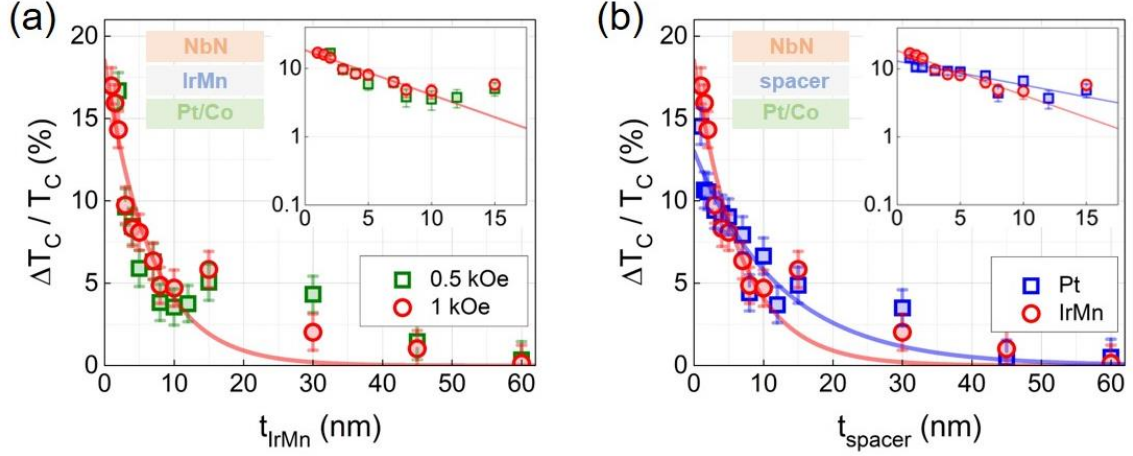 (a)
20
15
10
5
0
ΔT_C / T_C (%)
NbN
IrMn
Pt/Co
10
1
0.1
0 5 10 15
0.5 kOe
1 kOe
0 10 20 30 40 50 60
t_IrMn (nm)
(b)
20
15
10
5
0
ΔT_C / T_C (%)
NbN
spacer
Pt/Co
10
1
0.1
0 5 10 15
Pt
IrMn
0 10 20 30 40 50 60
t_spacer (nm)